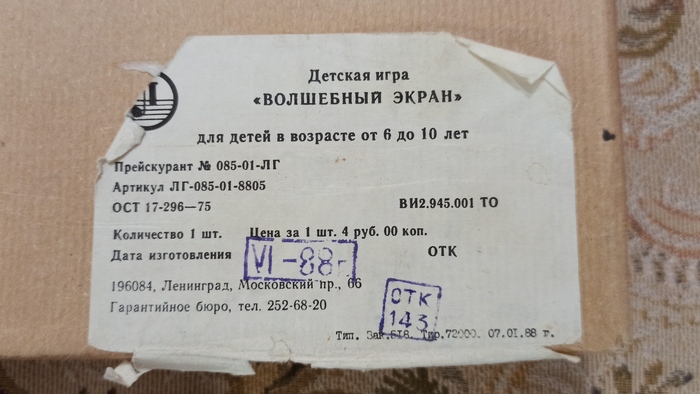 Детская игра
«ВОЛШЕБНЫЙ ЭКРАН»
для детей в возрасте от 6 до 10 лет
Прейскурант № 085-01-ЛГ
Артикул ЛГ-085-01-8805
ОСТ 17-296—75 ВИ2.945.001 ТО
Количество 1 шт. Цена за 1 шт. 4 руб. 00 коп.
Дата изготовления VI-88г. ОТК
196084, Ленинград, Московский пр., 66
Гарантийное бюро, тел. 252-68-20
ОТК
143
Тип. Зак.618. Тир.72000. 07.01.88 г.